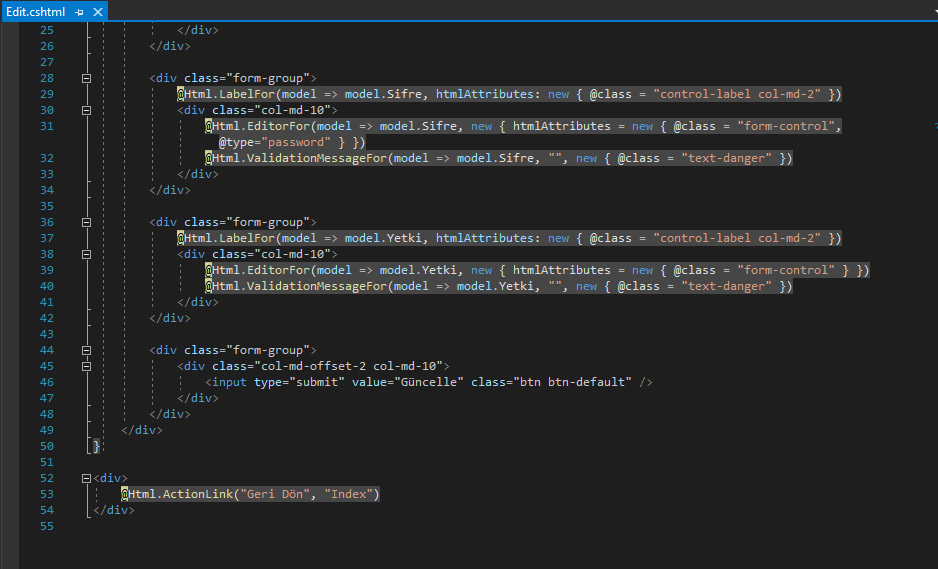 Edit.cshtml
25 </div>
26 </div>
27
28 <div class="form-group">
29 @Html.LabelFor(model => model.Sifre, htmlAttributes: new { @class = "control-label col-md-2" })
30 <div class="col-md-10">
31 @Html.EditorFor(model => model.Sifre, new { htmlAttributes = new { @class = "form-control",
@type="password" } })
32 @Html.ValidationMessageFor(model => model.Sifre, "", new { @class = "text-danger" })
33 </div>
34 </div>
35
36 <div class="form-group">
37 @Html.LabelFor(model => model.Yetki, htmlAttributes: new { @class = "control-label col-md-2" })
38 <div class="col-md-10">
39 @Html.EditorFor(model => model.Yetki, new { htmlAttributes = new { @class = "form-control" } })
40 @Html.ValidationMessageFor(model => model.Yetki, "", new { @class = "text-danger" })
41 </div>
42 </div>
43
44 <div class="form-group">
45 <div class="col-md-offset-2 col-md-10">
46 <input type="submit" value="Güncelle" class="btn btn-default" />
47 </div>
48 </div>
49 </div>
50 }
51
52 <div>
53 @Html.ActionLink("Geri Dön", "Index")
54 </div>
55